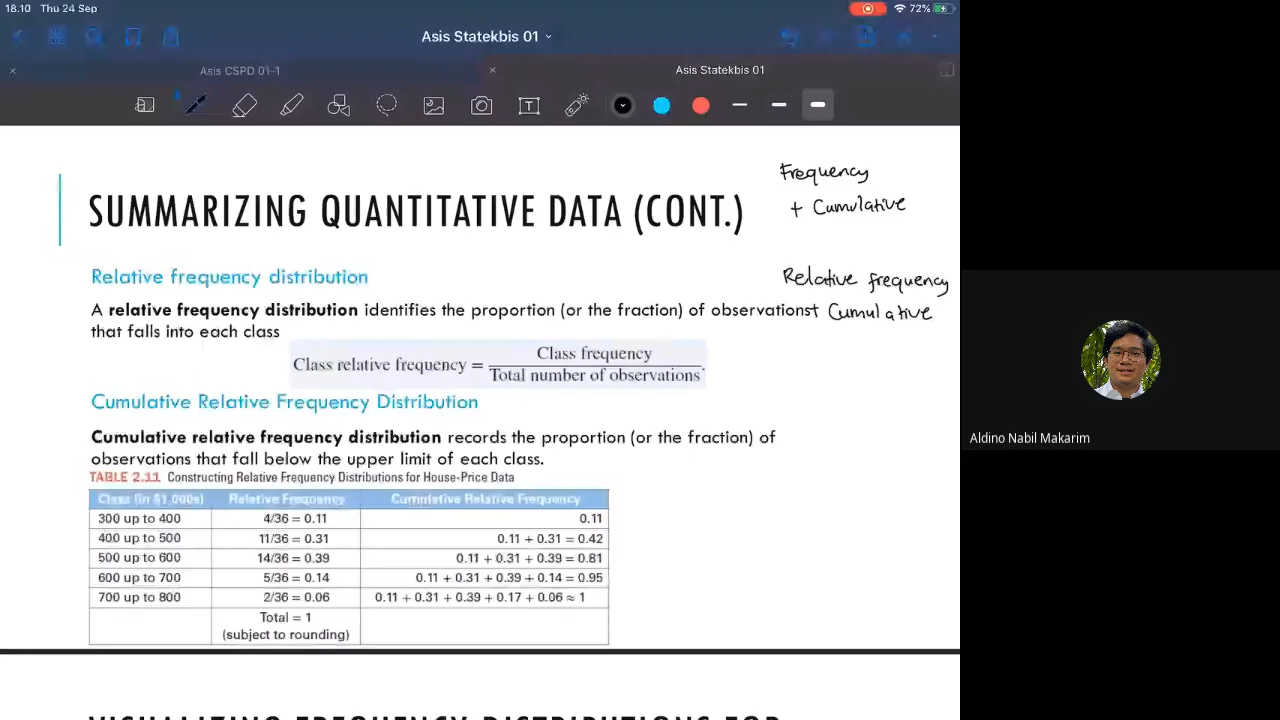 18.10 Thu 24 Sep
72%
Asis Statekbis 01
Asis CSPD 01-1
Asis Statekbis 01
T
SUMMARIZING QUANTITATIVE DATA (CONT.)
Frequency
+ Cumulative
Relative frequency distribution
Relative frequency
A relative frequency distribution identifies the proportion (or the fraction) of observations
+ Cumulative
that falls into each class
Class relative frequency = Class frequency / Total number of observations.
Cumulative Relative Frequency Distribution
Cumulative relative frequency distribution records the proportion (or the fraction) of
observations that fall below the upper limit of each class.
TABLE 2.11 Constructing Relative Frequency Distributions for House-Price Data
Class (in $1,000s) Relative Frequency Cumulative Relative Frequency
300 up to 400 4/36 = 0.11 0.11
400 up to 500 11/36 = 0.31 0.11 + 0.31 = 0.42
500 up to 600 14/36 = 0.39 0.11 + 0.31 + 0.39 = 0.81
600 up to 700 5/36 = 0.14 0.11 + 0.31 + 0.39 + 0.14 = 0.95
700 up to 800 2/36 = 0.06 0.11 + 0.31 + 0.39 + 0.17 + 0.06 ≈ 1
Total = 1
(subject to rounding)
VISUALIZING FREQUENCY DISTRIBUTIONS FOR
Aldino Nabil Makarim